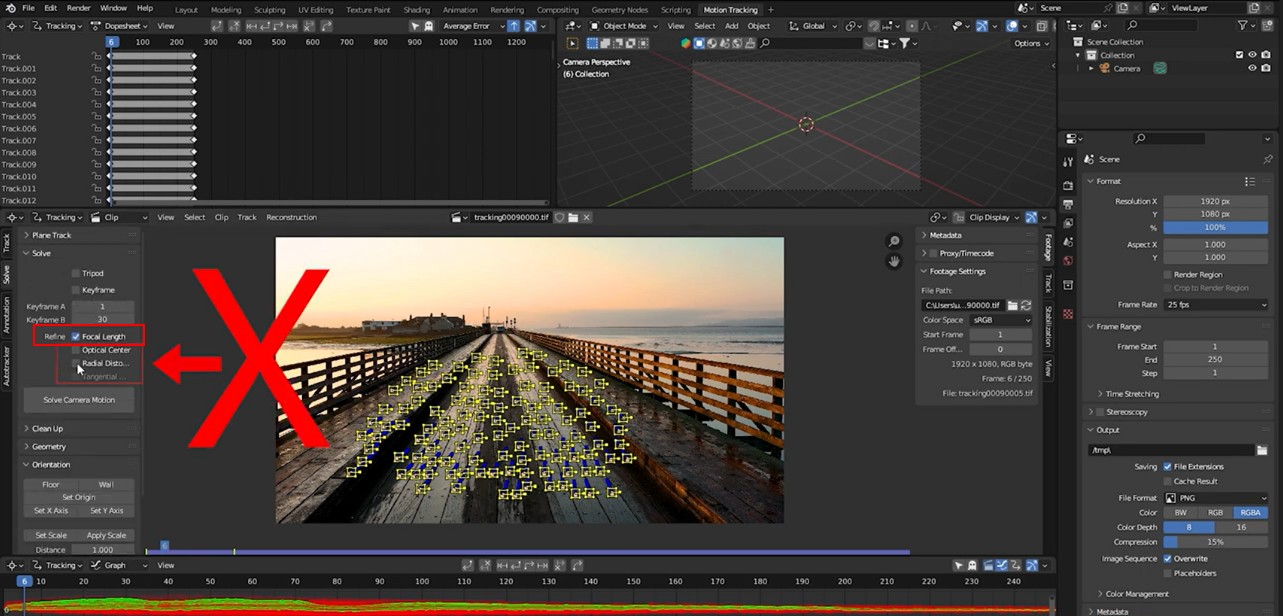 File Edit Render Window Help Layout Modeling Sculpting UV Editing Texture Paint Shading Animation Rendering Compositing Geometry Nodes Scripting Motion Tracking + Scene ViewLayer
Tracking Dopesheet View Average Error Object Mode View Select Add Object Global
6 100 200 300 400 500 600 700 800 900 1000 1100 1200
Options
Track
Track.001
Track.002
Track.003
Track.004
Track.005
Track.006
Track.007
Track.008
Track.009
Track.010
Track.011
Track.012
Camera Perspective
(6) Collection
Scene Collection
Collection
Camera
Tracking Clip View Select Clip Track Reconstruction tracking00090000.tif Clip Display
Track
Solve
Annotation
Autotracker
Plane Track
Solve
Tripod
Keyframe
Keyframe A 1
Keyframe B 30
Refine Focal Length
Optical Center
Radial Disto...
Tangential ...
Solve Camera Motion
Clean Up
Geometry
Orientation
Floor Wall
Set Origin
Set X Axis Set Y Axis
Set Scale Apply Scale
Distance 1.000
X
Metadata
Proxy/Timecode
Footage Settings
File Path:
C:\Users\u...90000.tif
Color Space sRGB
Start Frame 1
Frame Off... 0
1920 x 1080, RGB byte
Frame: 6 / 250
File: tracking00090005.tif
Footage
Track
Stabilization
View
6
Scene
Format
Resolution X 1920 px
Y 1080 px
% 100%
Aspect X 1.000
Y 1.000
Render Region
Crop to Render Region
Frame Rate 25 fps
Frame Range
Frame Start 1
End 250
Step 1
Time Stretching
Stereoscopy
Output
/tmp\
Saving File Extensions
Cache Result
File Format PNG
Color BW RGB RGBA
Color Depth 8 16
Compression 15%
Image Sequence Overwrite
Placeholders
Color Management
Metadata
Tracking Graph View
6 10 20 30 40 50 60 70 80 90 100 110 120 130 140 150 160 170 180 190 200 210 220 230 240
0